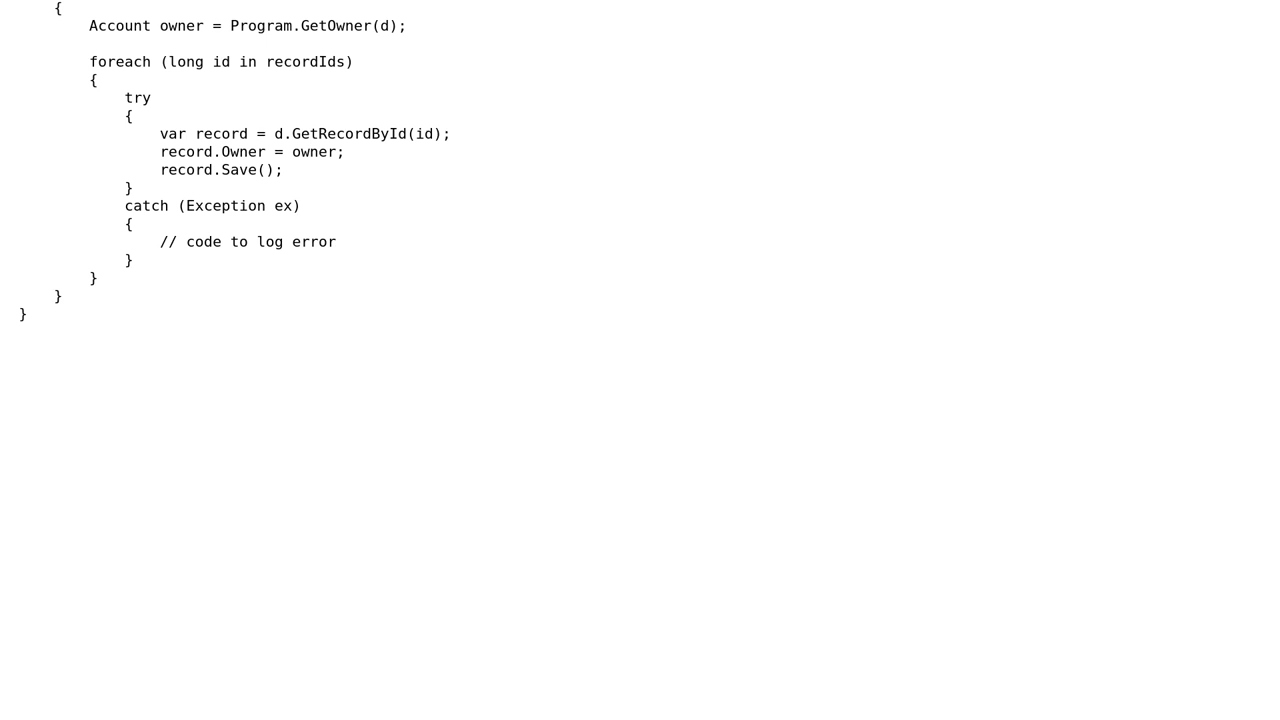 {
        Account owner = Program.GetOwner(d);

        foreach (long id in recordIds)
        {
            try
            {
                var record = d.GetRecordById(id);
                record.Owner = owner;
                record.Save();
            }
            catch (Exception ex)
            {
                // code to log error
            }
        }
    }
}